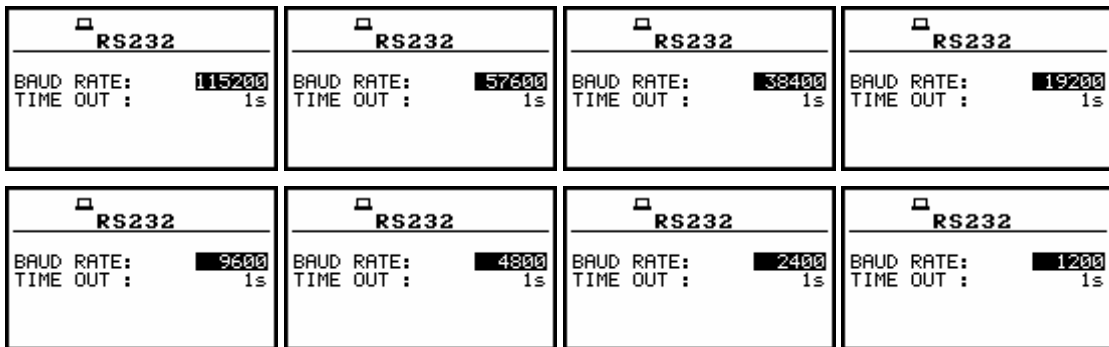 RS232
BAUD RATE: 115200
TIME OUT : 1s
RS232
BAUD RATE: 57600
TIME OUT : 1s
RS232
BAUD RATE: 38400
TIME OUT : 1s
RS232
BAUD RATE: 19200
TIME OUT : 1s
RS232
BAUD RATE: 9600
TIME OUT : 1s
RS232
BAUD RATE: 4800
TIME OUT : 1s
RS232
BAUD RATE: 2400
TIME OUT : 1s
RS232
BAUD RATE: 1200
TIME OUT : 1s